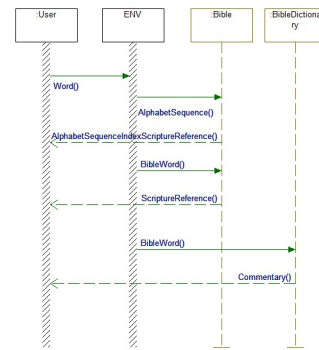 :User
ENV
:Bible
:BibleDictiona
ry
Word()
AlphabetSequence()
AlphabetSequenceIndexScriptureReference()
BibleWord()
ScriptureReference()
BibleWord()
Commentary()